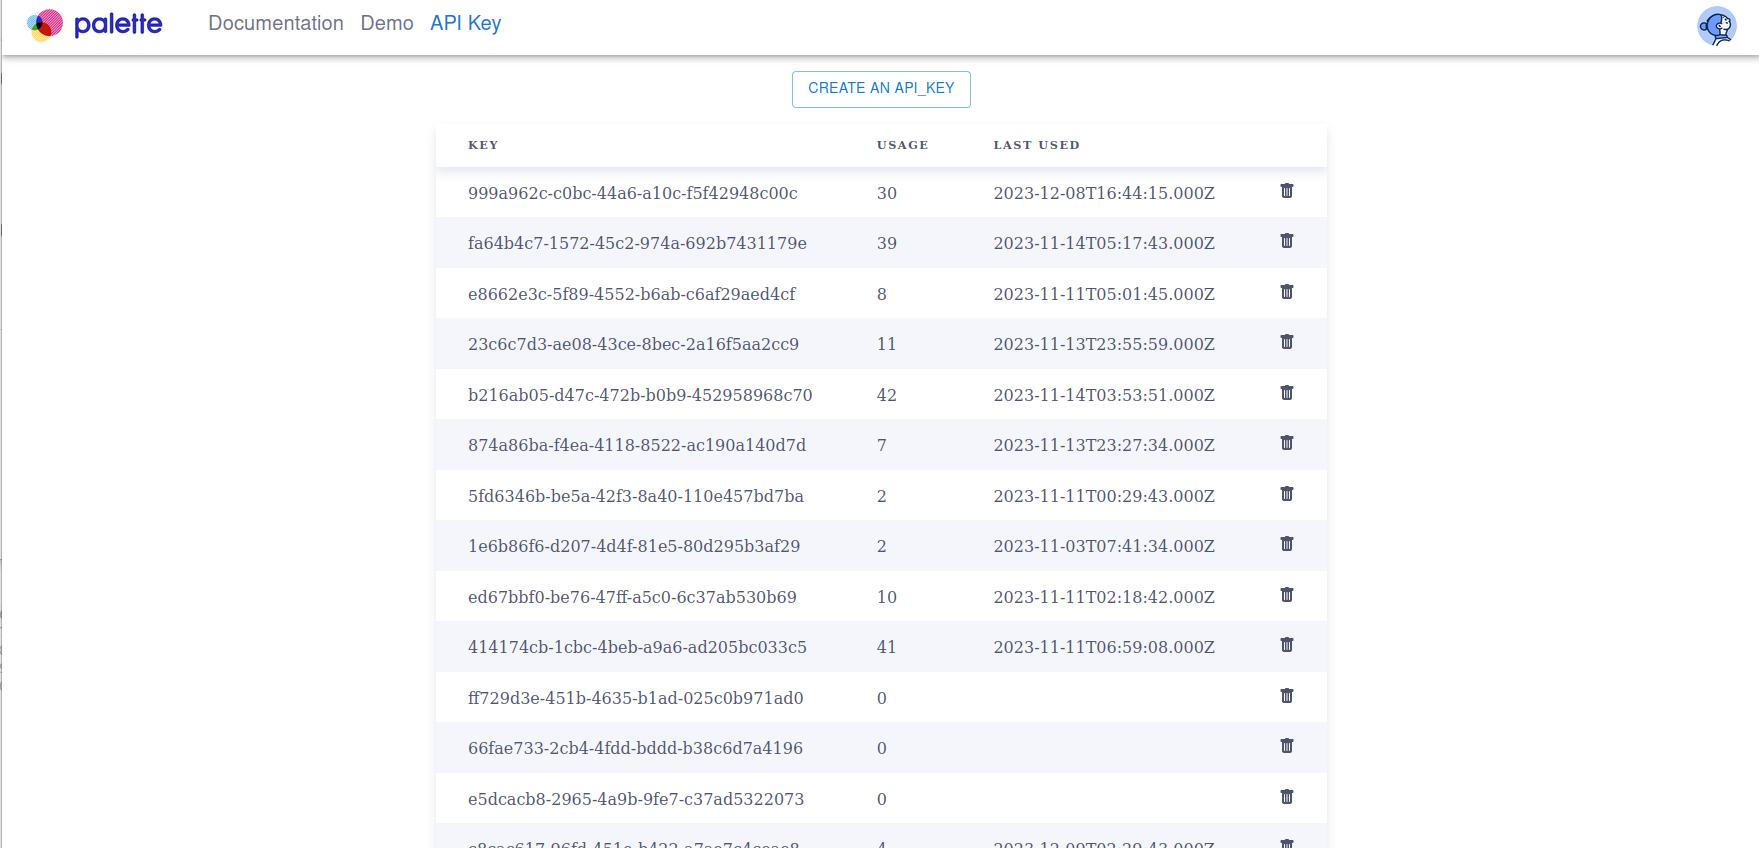 palette Documentation Demo API Key
CREATE AN API_KEY
KEY USAGE LAST USED
999a962c-c0bc-44a6-a10c-f5f42948c00c 30 2023-12-08T16:44:15.000Z
fa64b4c7-1572-45c2-974a-692b7431179e 39 2023-11-14T05:17:43.000Z
e8662e3c-5f89-4552-b6ab-c6af29aed4cf 8 2023-11-11T05:01:45.000Z
23c6c7d3-ae08-43ce-8bec-2a16f5aa2cc9 11 2023-11-13T23:55:59.000Z
b216ab05-d47c-472b-b0b9-452958968c70 42 2023-11-14T03:53:51.000Z
874a86ba-f4ea-4118-8522-ac190a140d7d 7 2023-11-13T23:27:34.000Z
5fd6346b-be5a-42f3-8a40-110e457bd7ba 2 2023-11-11T00:29:43.000Z
1e6b86f6-d207-4d4f-81e5-80d295b3af29 2 2023-11-03T07:41:34.000Z
ed67bbf0-be76-47ff-a5c0-6c37ab530b69 10 2023-11-11T02:18:42.000Z
414174cb-1cbc-4beb-a9a6-ad205bc033c5 41 2023-11-11T06:59:08.000Z
ff729d3e-451b-4635-b1ad-025c0b971ad0 0
66fae733-2cb4-4fdd-bddd-b38c6d7a4196 0
e5dcacb8-2965-4a9b-9fe7-c37ad5322073 0